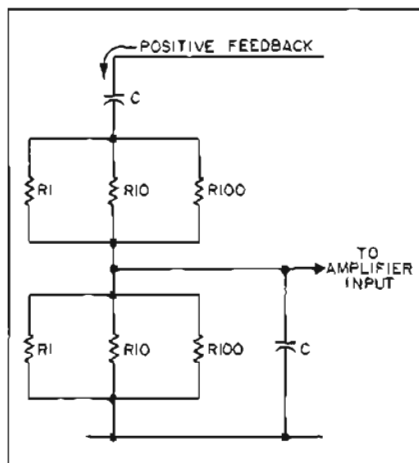 POSITIVE FEEDBACK
C
R1 R10 R100
TO
AMPLIFIER
INPUT
R1 R10 R100
C